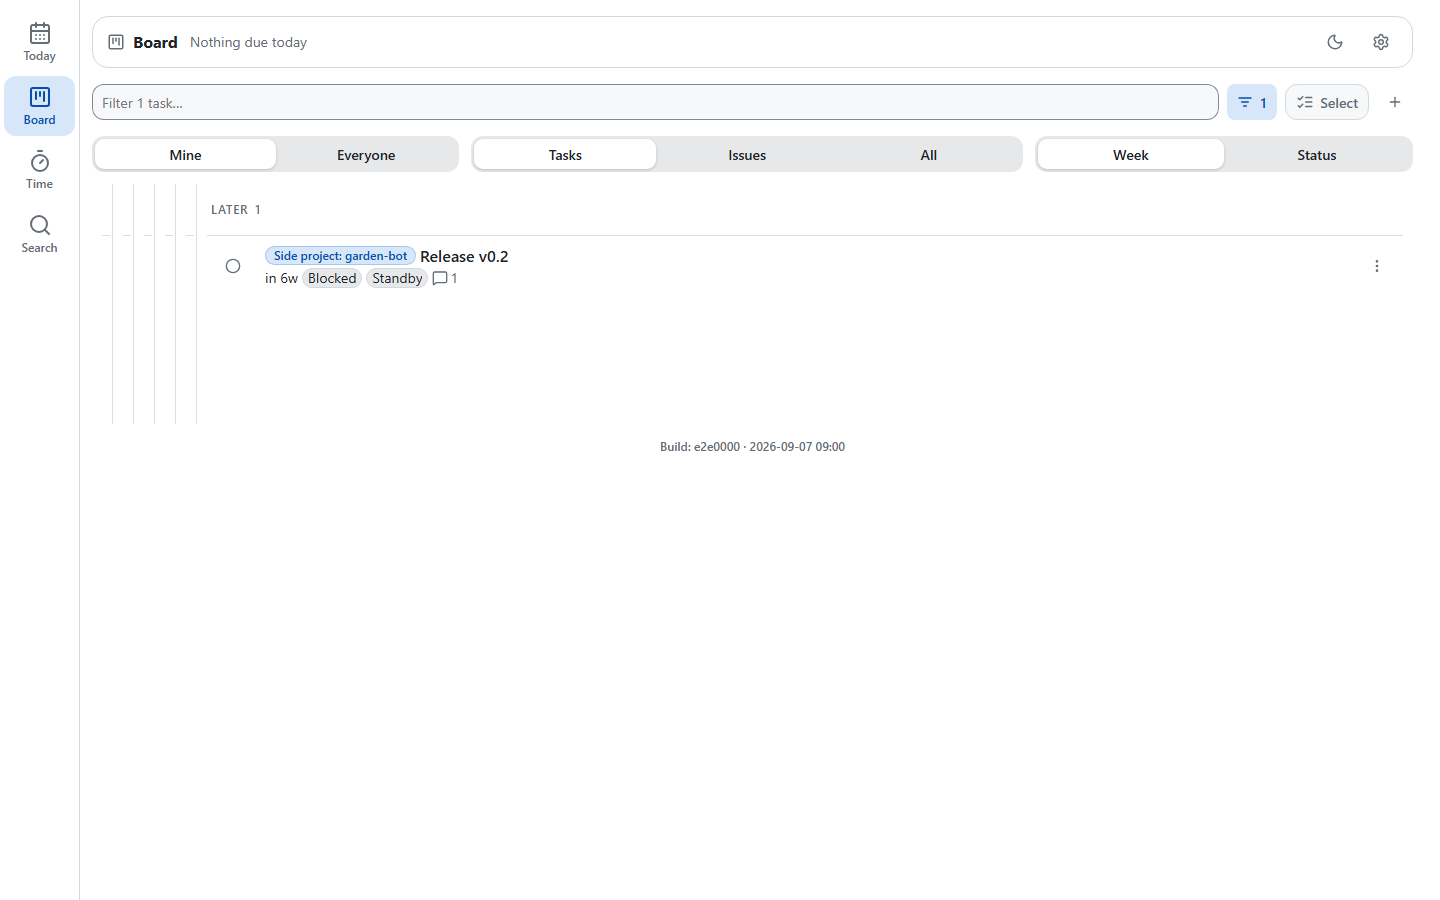 Today
Board
Time
Search
Board Nothing due today
Filter 1 task...
1
Select
Mine Everyone
Tasks Issues All
Week Status
LATER 1
Side project: garden-bot Release v0.2
in 6w Blocked Standby 1
Build: e2e0000 · 2026-09-07 09:00